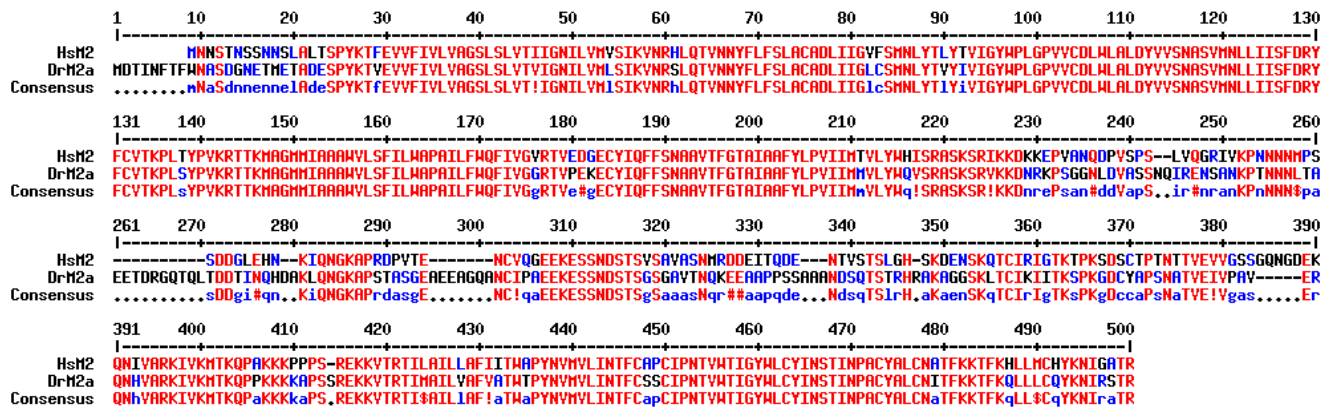 1 10 20 30 40 50 60 70 80 90 100 110 120 130
|--------+---------+---------+---------+---------+---------+---------+---------+---------+---------+---------+---------+---------|
HsM2 MNNSTNSSNNSLALTSPYKTFEVVFIVLVAGSLSLVTIIGNILVMVSIKVNRHLQTVNNYFLFSLACADLIIGVFSMNLYTLYTVIGYWPLGPVVCDLWLALDYVVSNASVMNLLIISFDRY
DrM2a MDTINFTFWNASDGNETMETADESPYKTVEVVFIVLVAGSLSLVTVIGNILVMLSIKVNRSLQTVNNYFLFSLACADLIIGLCSMNLYTVYIVIGYWPLGPVVCDLWLALDYVVSNASVMNLLIISFDRY
Consensus ........mNaSdnnennelAdeSPYKTfEVVFIVLVAGSLSLVT!IGNILVMlSIKVNRhLQTVNNYFLFSLACADLIIGlcSMNLYTlYiVIGYWPLGPVVCDLWLALDYVVSNASVMNLLIISFDRY
131 140 150 160 170 180 190 200 210 220 230 240 250 260
|--------+---------+---------+---------+---------+---------+---------+---------+---------+---------+---------+---------+---------|
HsM2 FCVTKPLTYPVKRTTKMAGMMIAAAWVLSFILWAPAILFWQFIVGVRTVEDGECYIQFFSNAAVTFGTAIAAFYLPVIIMTVLYWHISRASKSRIKKDKKEPVANQDPVSPS--LVQGRIVKPNNNNMPS
DrM2a FCVTKPLSYPVKRTTKMAGMMIAAAWVLSFILWAPAILFWQFIVGGRTVPEKECYIQFFSNAAVTFGTAIAAFYLPVIIMMVLYWQVSRASKSRVKKDNRKPSGGNLDVASSNQIRENSANKPTNNNLTA
Consensus FCVTKPLsYPVKRTTKMAGMMIAAAWVLSFILWAPAILFWQFIVGgRTVe#gECYIQFFSNAAVTFGTAIAAFYLPVIIMmVLYWq!SRASKSR!KKDnrePsan#ddVapS..ir#nranKPnNNN$pa
261 270 280 290 300 310 320 330 340 350 360 370 380 390
|--------+---------+---------+---------+---------+---------+---------+---------+---------+---------+---------+---------+---------|
HsM2 ----------SDDGLEHN--KIQNGKAPRDPVTE-------NCVQGEEKESSNDSTSVSAVASNMRDDEITQDE---NTVSTSLGH-SKDENSKQTCIRIGTKTPKSDSCTPTNTTVEVVGSSGQNGDEK
DrM2a EETDRGQTQLTDDTINQHDAKLQNGKAPSTASGEAEEAGQANCIPAEEKESSNDSTSGSGAVTNQKEEAAPPSSAAANDSQTSTRHRAKAGGSKLTCIKIITKSPKGDCYAPSNATVEIVPAV-----ER
Consensus ..........sDDgi#qn..KiQNGKAPrdasgE.......NC!qaEEKESSNDSTSgSaaasNqr##aapqde...NdsqTSlrH.aKaenSKqTCIrIgTKsPKgDccaPsNaTVE!Vgas.....Er
391 400 410 420 430 440 450 460 470 480 490 500
|--------+---------+---------+---------+---------+---------+---------+---------+---------+---------+---------|
HsM2 QNIVARKIVKMTKQPAKKKPPPS-REKKVTRTILAILLAFIITWAPYNVMVLINTFCAPCIPNTVWTIGYWLCYINSTINPACYALCNATFKKTFKHLLMCHYKNIGATR
DrM2a QNHVARKIVKMTKQPPKKKKAPSSREKKVTRTIMAILVAFVATWTPYNVMVLINTFCSSCIPNTVWTIGYWLCYINSTINPACYALCNITFKKTFKQLLLCQYKNIRSTR
Consensus QNhVARKIVKMTKQPaKKKkaPS.REKKVTRTI$AILlAF!aTWaPYNVMVLINTFCapCIPNTVWTIGYWLCYINSTINPACYALCNaTFKKTFKqLL$CqYKNIraTR